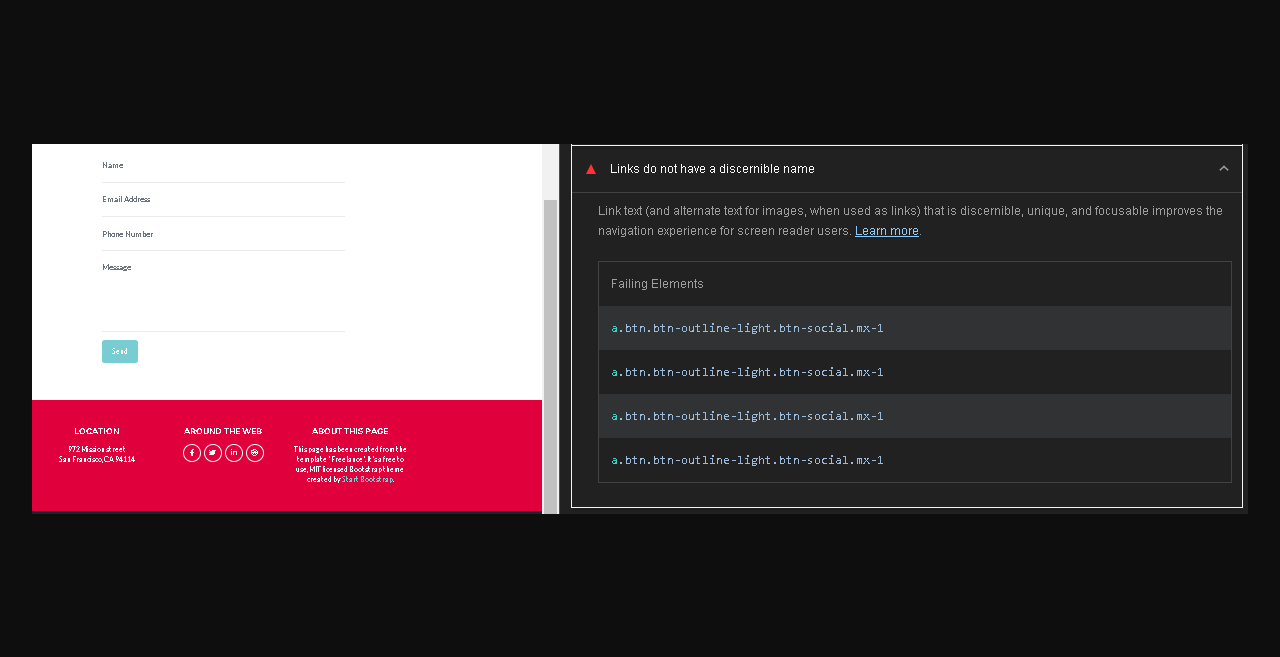 Name
Email Address
Phone Number
Message
Send
LOCATION
972 Mission street
San Francisco, CA 94114
AROUND THE WEB
f
in
ABOUT THIS PAGE
This page has been created from the
template "Freelance". It's a free to
use, MIT licensed Bootstrap theme
created by Start Bootstrap.
Links do not have a discernible name
Link text (and alternate text for images, when used as links) that is discernible, unique, and focusable improves the
navigation experience for screen reader users. Learn more.
Failing Elements
a.btn.btn-outline-light.btn-social.mx-1
a.btn.btn-outline-light.btn-social.mx-1
a.btn.btn-outline-light.btn-social.mx-1
a.btn.btn-outline-light.btn-social.mx-1